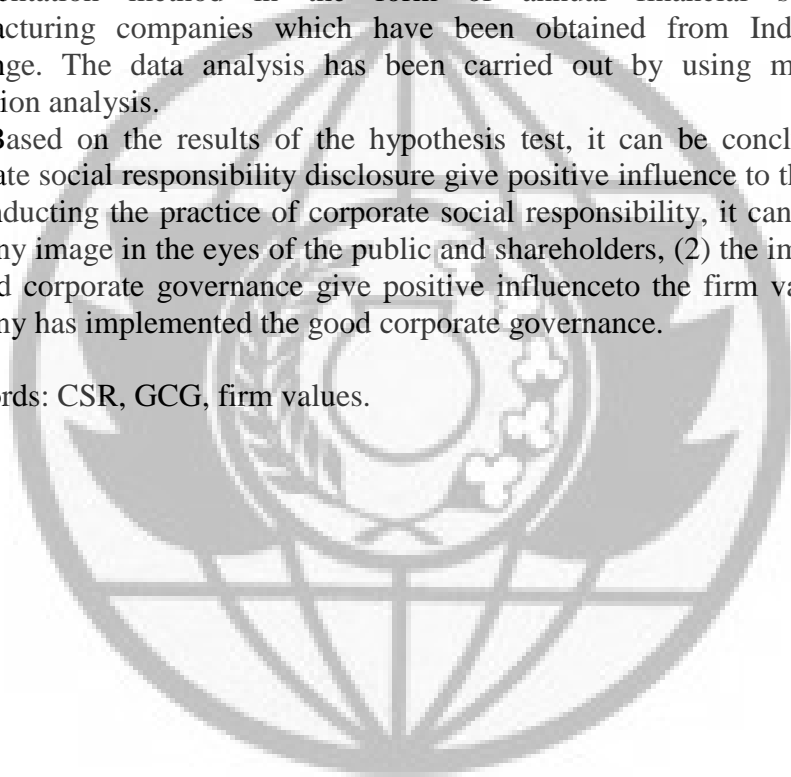 entation method in the form of annual financial s
acturing companies which have been obtained from Ind
nge. The data analysis has been carried out by using m
ion analysis.
Based on the results of the hypothesis test, it can be concl
ate social responsibility disclosure give positive influence to th
nducting the practice of corporate social responsibility, it can
ny image in the eyes of the public and shareholders, (2) the im
d corporate governance give positive influenceto the firm va
ny has implemented the good corporate governance.
rds: CSR, GCG, firm values.